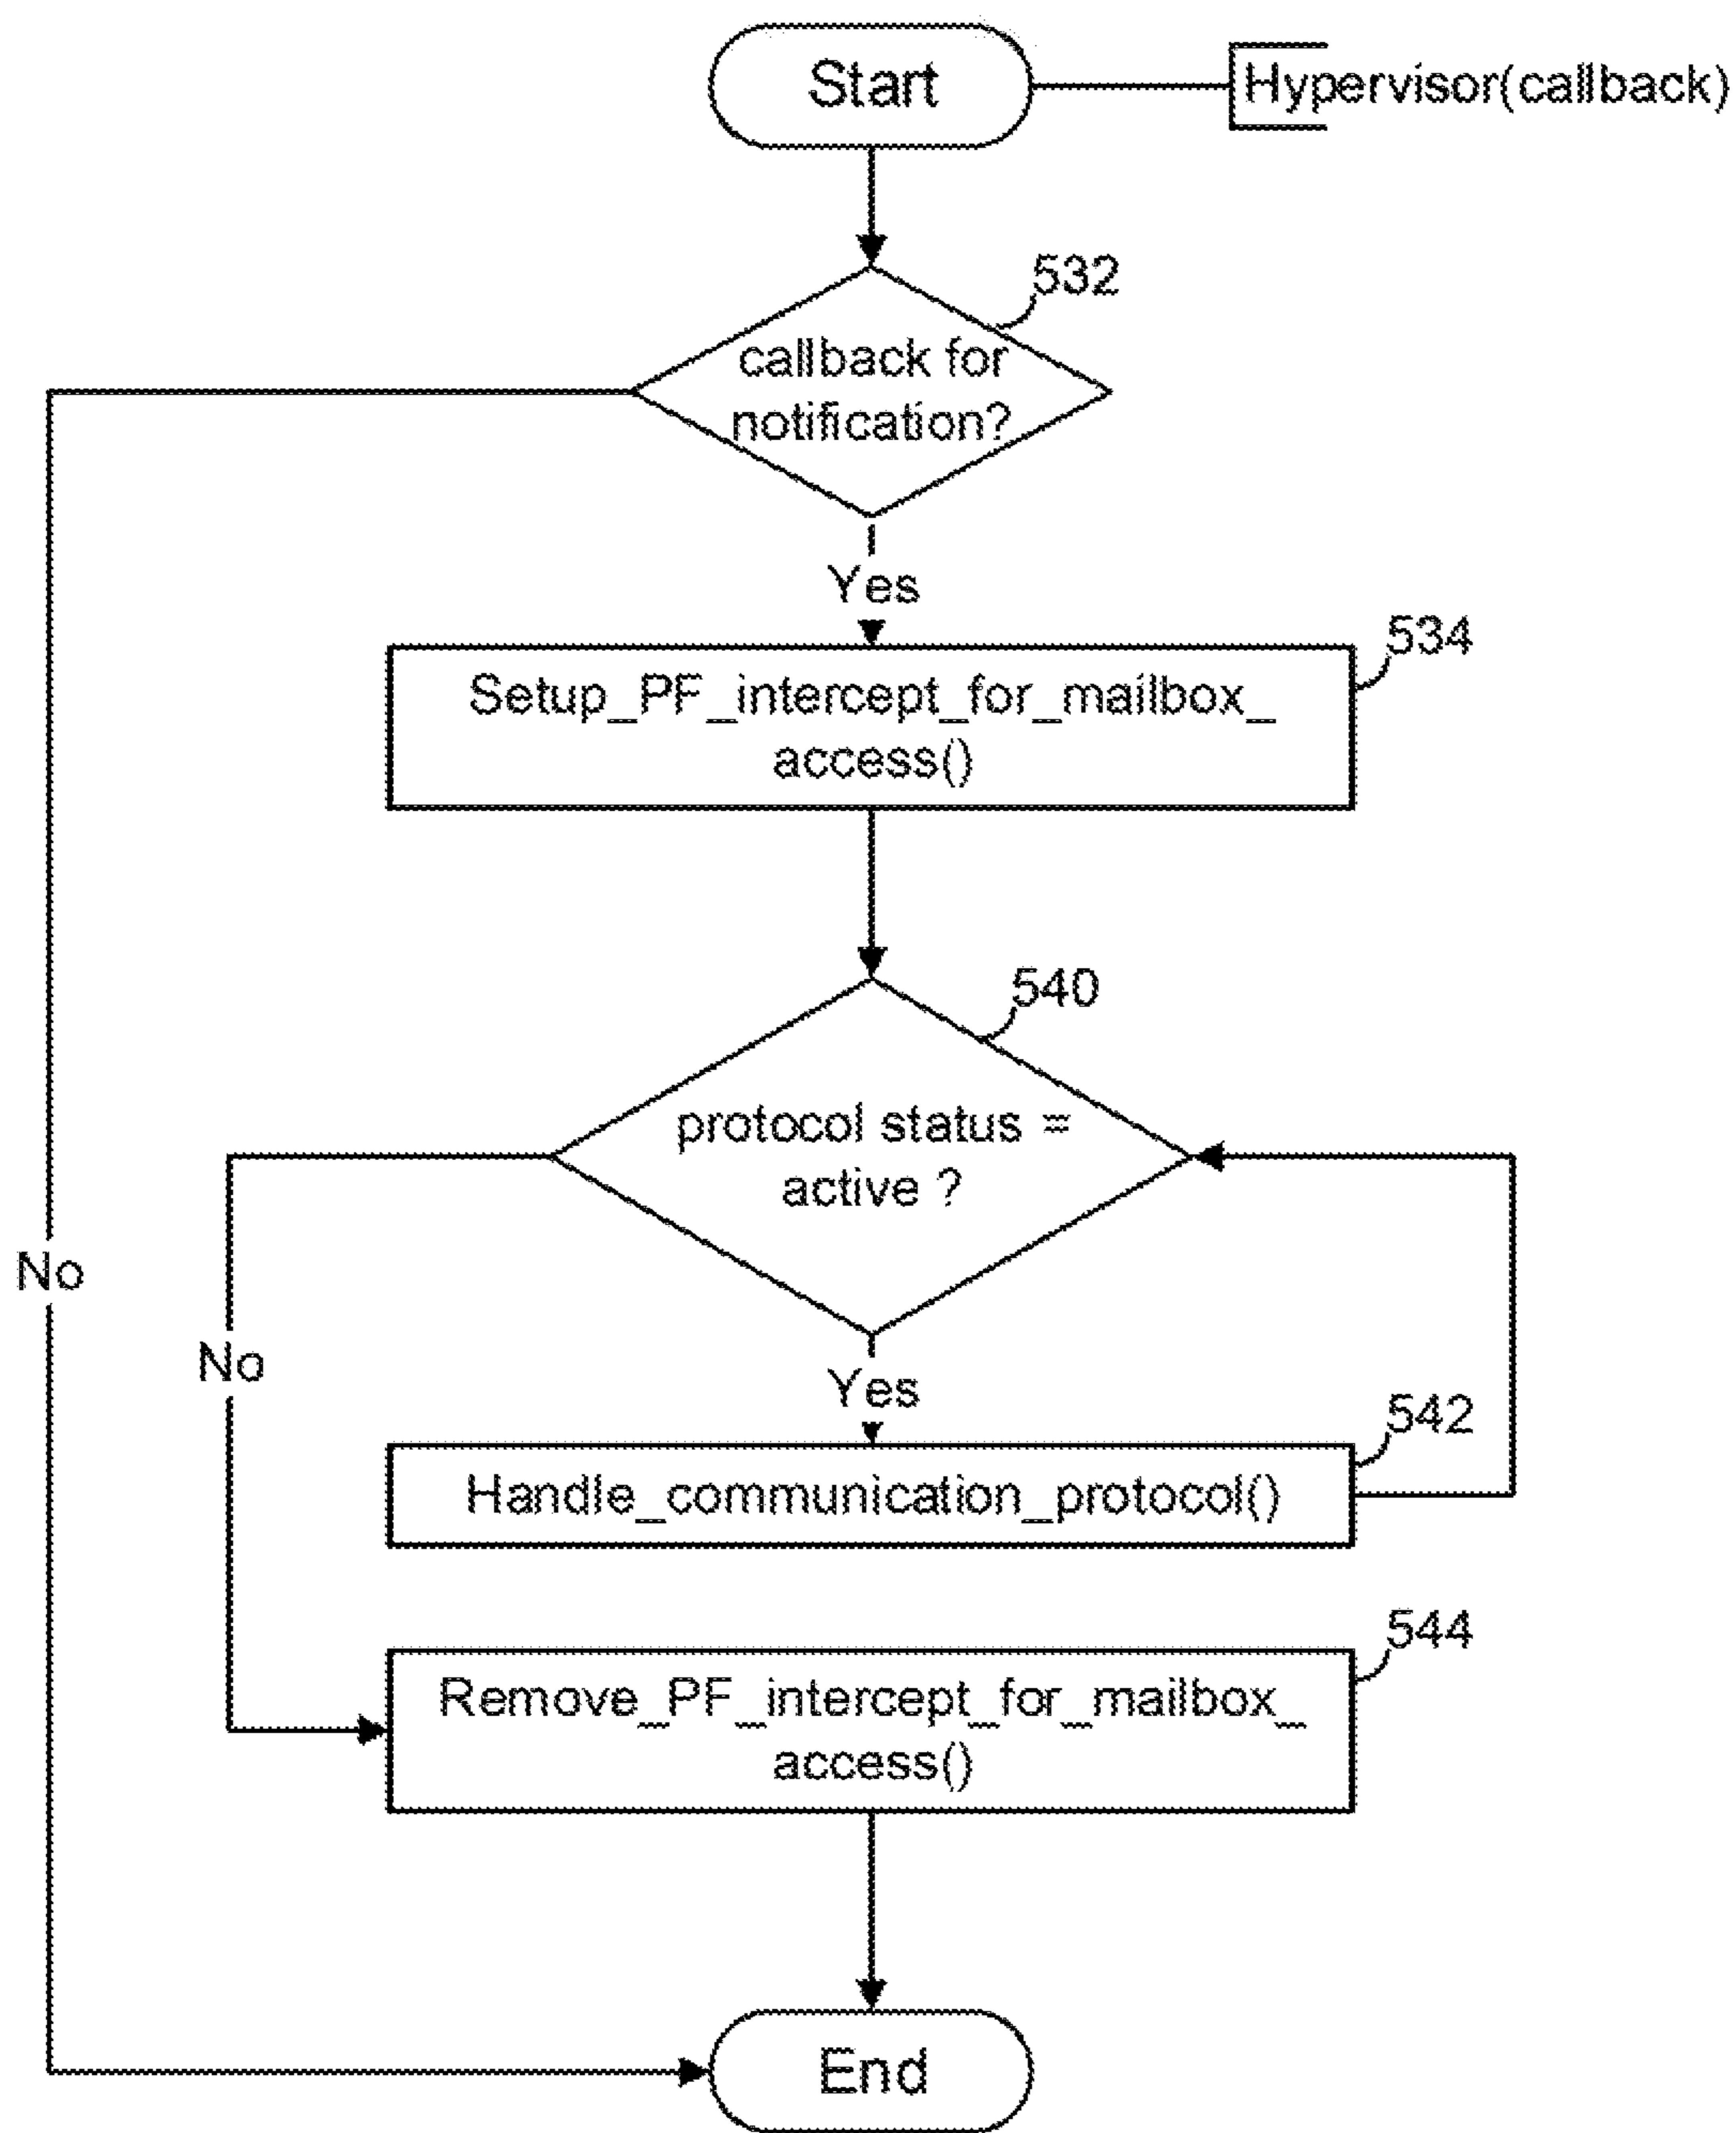 Start
Hypervisor(callback)
532
callback for
notification?
Yes
534
Setup_PF_intercept_for_mailbox_
access()
540
protocol status =
active ?
No
No
Yes
542
Handle_communication_protocol()
544
Remove_PF_intercept_for_mailbox_
access()
End